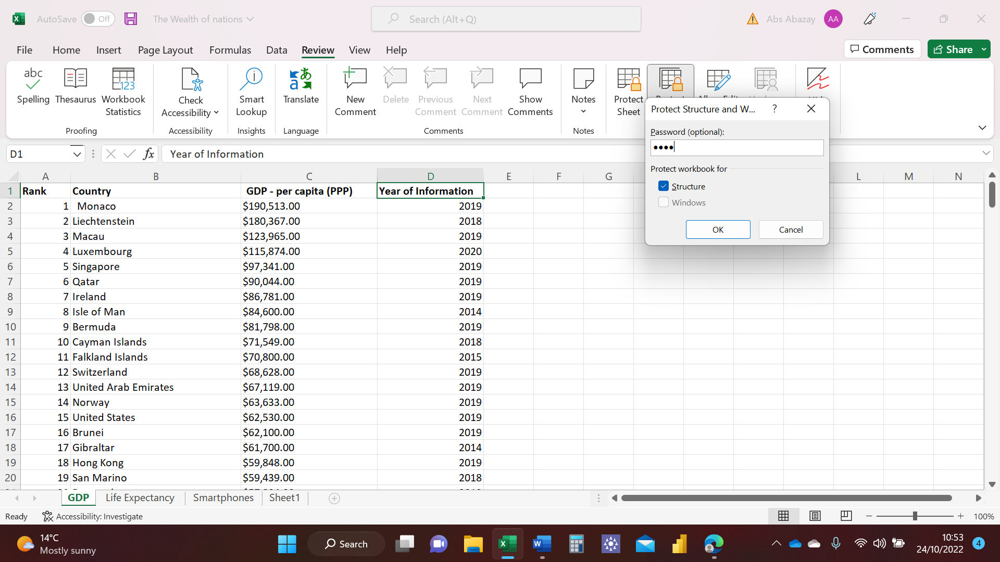 AutoSave Off The Wealth of nations Search (Alt+Q) Abs Abazay AA
File Home Insert Page Layout Formulas Data Review View Help Comments Share
abc 123
Spelling Thesaurus Workbook Statistics Check Accessibility Smart Lookup Translate New Comment Delete Previous Comment Next Comment Show Comments Notes Protect Sheet
Proofing Accessibility Insights Language Comments Notes
Protect Structure and W... ?
Password (optional):
••••
Protect workbook for
Structure
Windows
OK Cancel
D1 fx Year of Information
A B C D E F G L M N
1 Rank Country GDP - per capita (PPP) Year of Information
2 1 Monaco $190,513.00 2019
3 2 Liechtenstein $180,367.00 2018
4 3 Macau $123,965.00 2019
5 4 Luxembourg $115,874.00 2020
6 5 Singapore $97,341.00 2019
7 6 Qatar $90,044.00 2019
8 7 Ireland $86,781.00 2019
9 8 Isle of Man $84,600.00 2014
10 9 Bermuda $81,798.00 2019
11 10 Cayman Islands $71,549.00 2018
12 11 Falkland Islands $70,800.00 2015
13 12 Switzerland $68,628.00 2019
14 13 United Arab Emirates $67,119.00 2019
15 14 Norway $63,633.00 2019
16 15 United States $62,530.00 2019
17 16 Brunei $62,100.00 2019
18 17 Gibraltar $61,700.00 2014
19 18 Hong Kong $59,848.00 2019
20 19 San Marino $59,439.00 2018
GDP Life Expectancy Smartphones Sheet1
Ready Accessibility: Investigate 100%
14°C
Mostly sunny
Search
10:53
24/10/2022
4